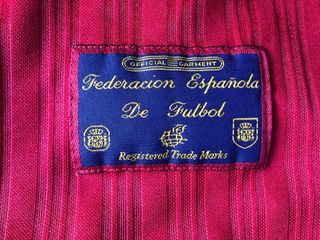 OFFICIAL GARMENT
Federacion Española
De Futbol
Registered Trade Marks